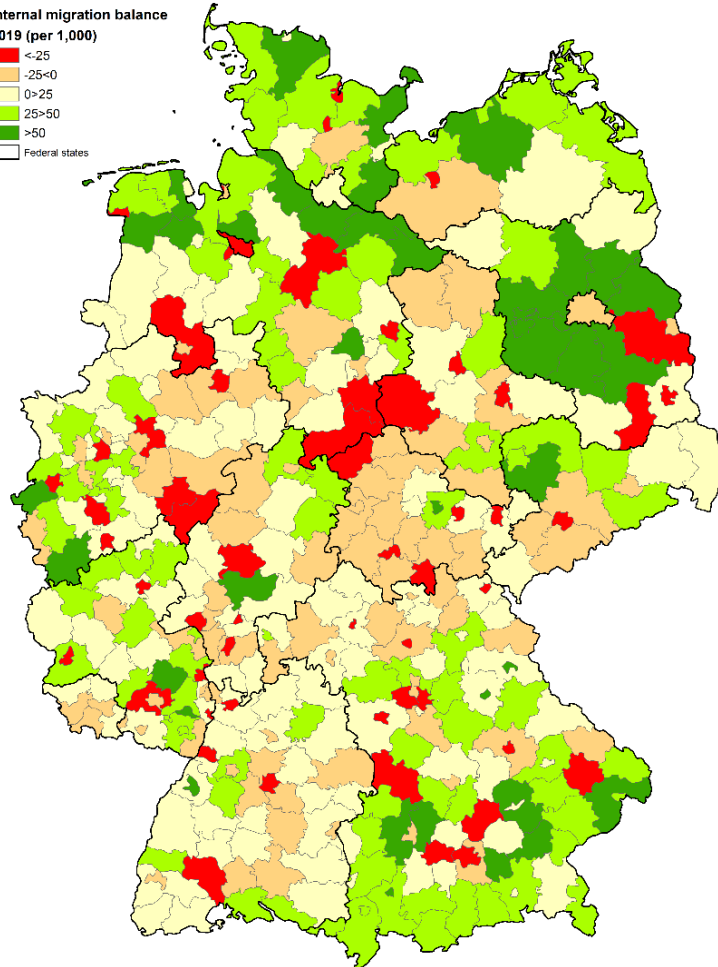 nternal migration balance
019 (per 1,000)
<-25
-25<0
0>25
25>50
>50
Federal states